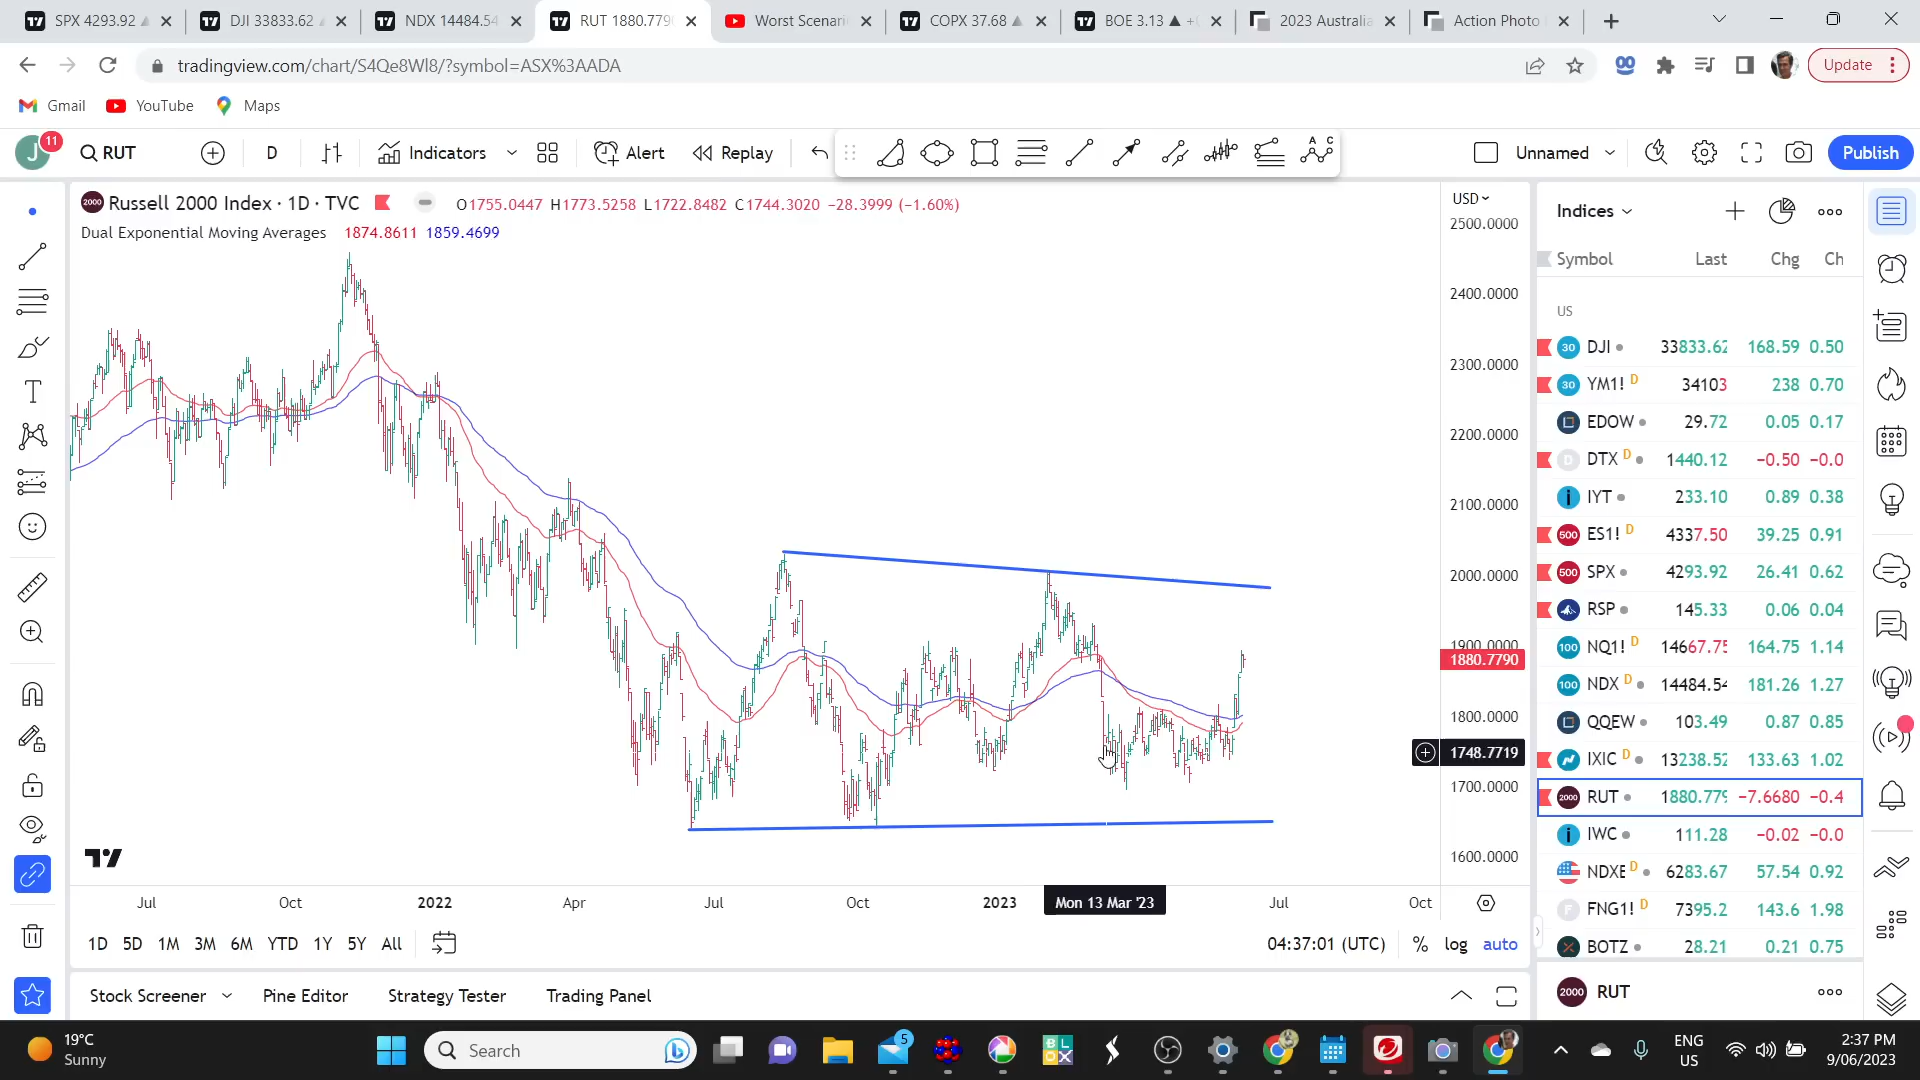 SPX 4293.92
DJI 33833.62
NDX 14484.54
RUT 1880.779
Worst Scenari
COPX 37.68
BOE 3.13
2023 Australia
Action Photo
tradingview.com/chart/S4Qe8Wl8/?symbol=ASX%3AADA
Update
Gmail
YouTube
Maps
J
11
RUT
D
Indicators
Alert
Replay
A C
Unnamed
Publish
2000 Russell 2000 Index · 1D · TVC
O1755.0447 H1773.5258 L1722.8482 C1744.3020 −28.3999 (−1.60%)
Dual Exponential Moving Averages 1874.8611 1859.4699
USD
2500.0000
2400.0000
2300.0000
2200.0000
2100.0000
2000.0000
1900.0000
1880.7790
1800.0000
1748.7719
1700.0000
1600.0000
Jul
Oct
2022
Apr
Jul
Oct
2023
Mon 13 Mar '23
Jul
Oct
1D 5D 1M 3M 6M YTD 1Y 5Y All
04:37:01 (UTC)
% log auto
Stock Screener
Pine Editor
Strategy Tester
Trading Panel
Indices
Symbol Last Chg Ch
US
30 DJI 33833.62 168.59 0.50
30 YM1! D 34103 238 0.70
EDOW 29.72 0.05 0.17
D DTX D 1440.12 −0.50 −0.0
IYT 233.10 0.89 0.38
500 ES1! D 4337.50 39.25 0.91
500 SPX 4293.92 26.41 0.62
RSP 145.33 0.06 0.04
100 NQ1! D 14667.75 164.75 1.14
100 NDX D 14484.54 181.26 1.27
QQEW 103.49 0.87 0.85
IXIC D 13238.52 133.63 1.02
2000 RUT 1880.779 −7.6680 −0.4
IWC 111.28 −0.02 −0.0
NDXE D 6283.67 57.54 0.92
F FNG1! D 7395.2 143.6 1.98
BOTZ 28.21 0.21 0.75
2000 RUT
19°C
Sunny
Search
5
BL
OX
ENG
US
2:37 PM
9/06/2023